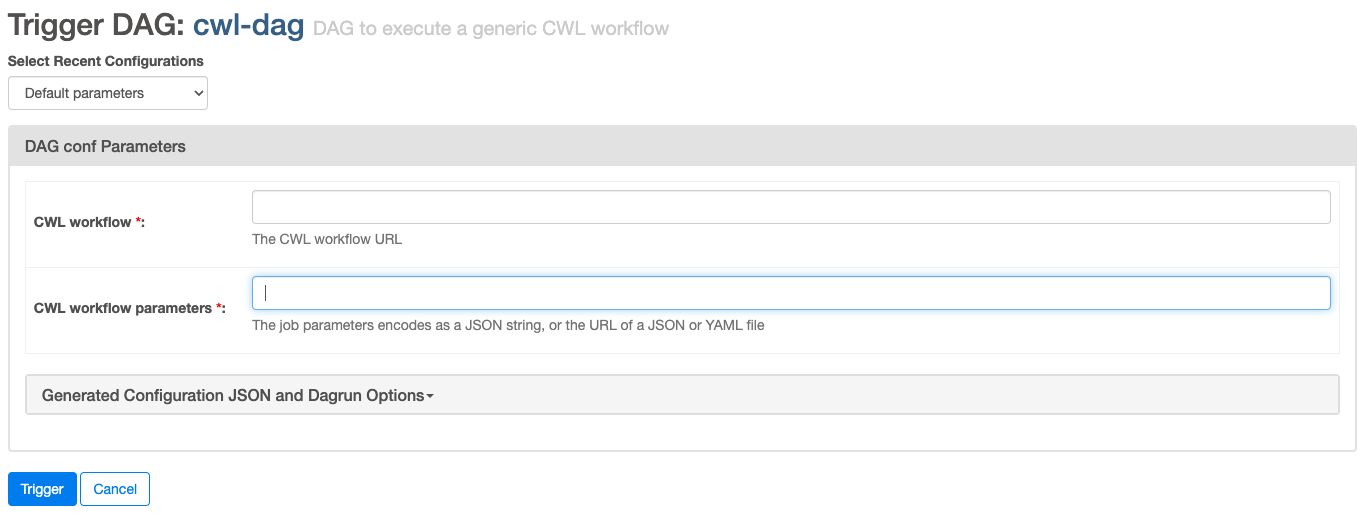 Trigger DAG: cwl-dag DAG to execute a generic CWL workflow
Select Recent Configurations
Default parameters
DAG conf Parameters
CWL workflow *:
The CWL workflow URL
CWL workflow parameters *:
The job parameters encodes as a JSON string, or the URL of a JSON or YAML file
Generated Configuration JSON and Dagrun Options
Trigger Cancel